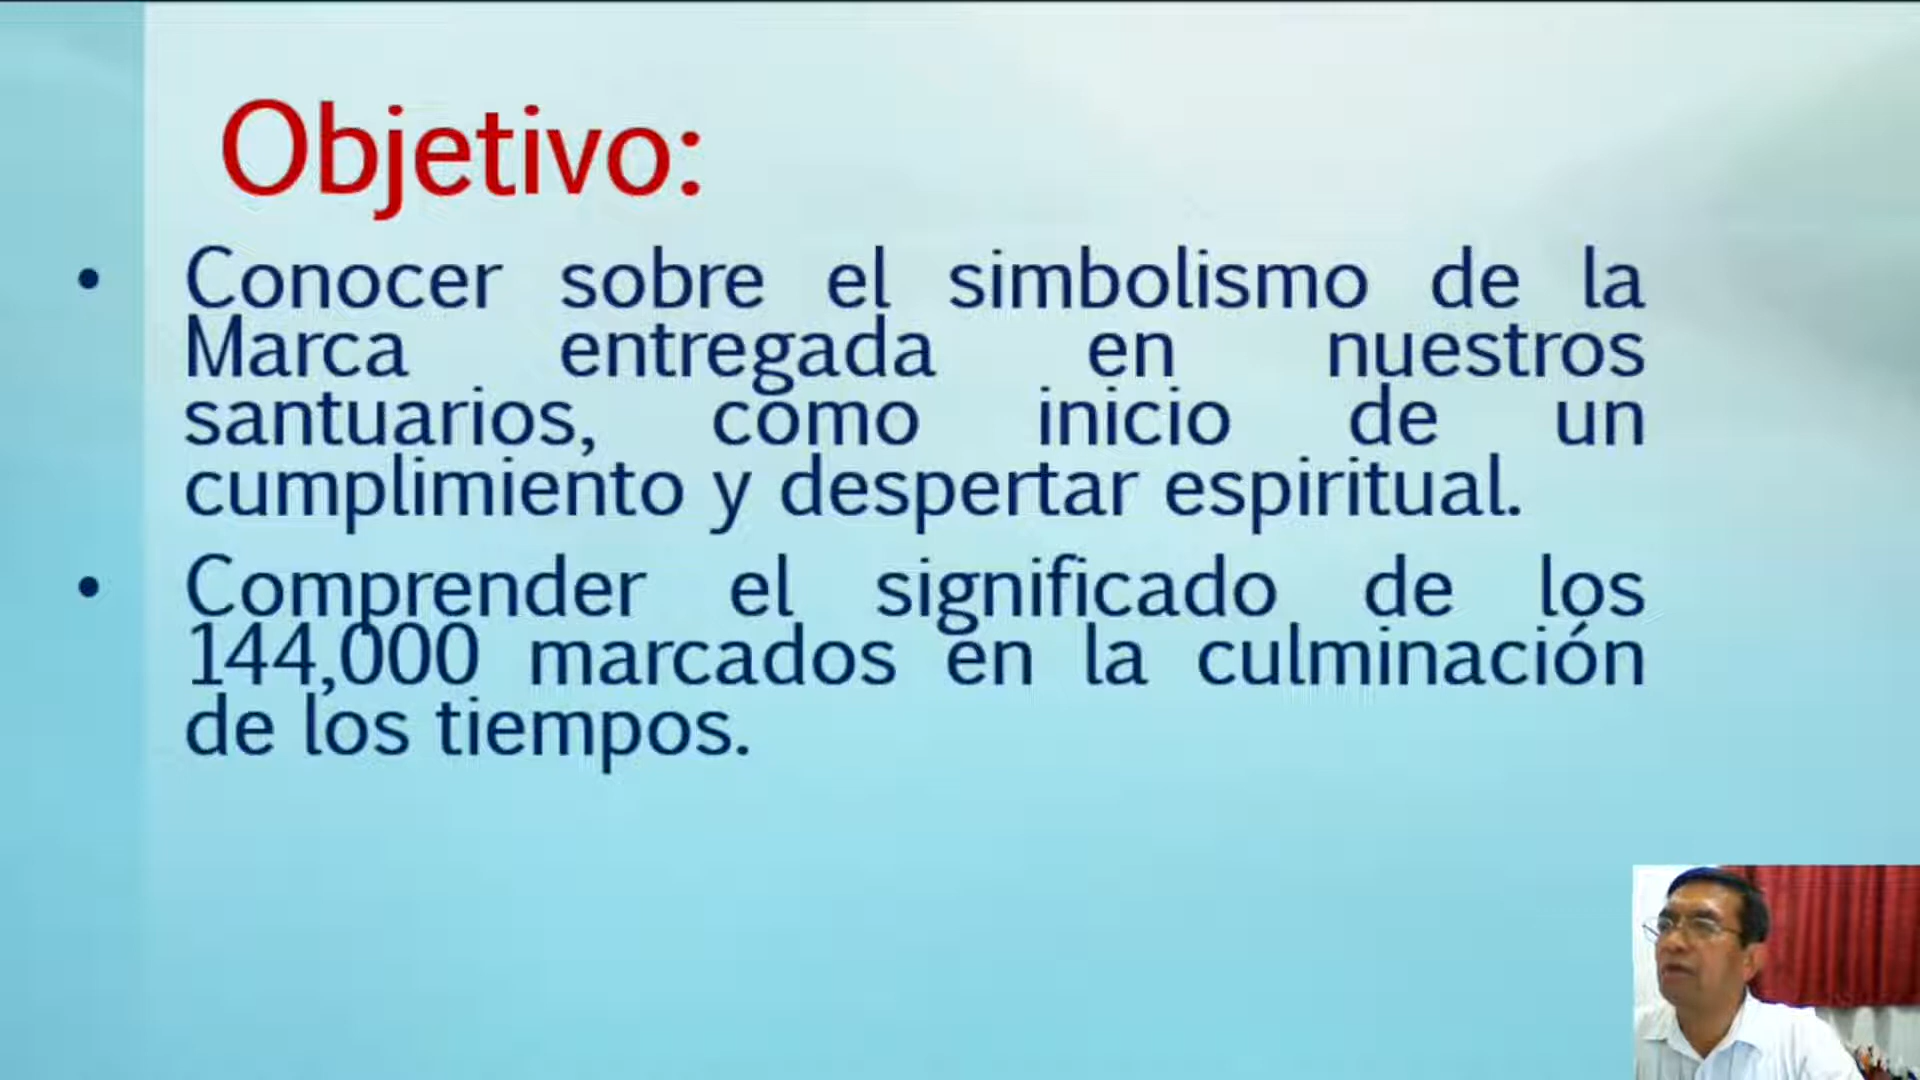 Objetivo:
• Conocer sobre el simbolismo de la
Marca entregada en nuestros
santuarios, como inicio de un
cumplimiento y despertar espiritual.
• Comprender el significado de los
144,000 marcados en la culminación
de los tiempos.